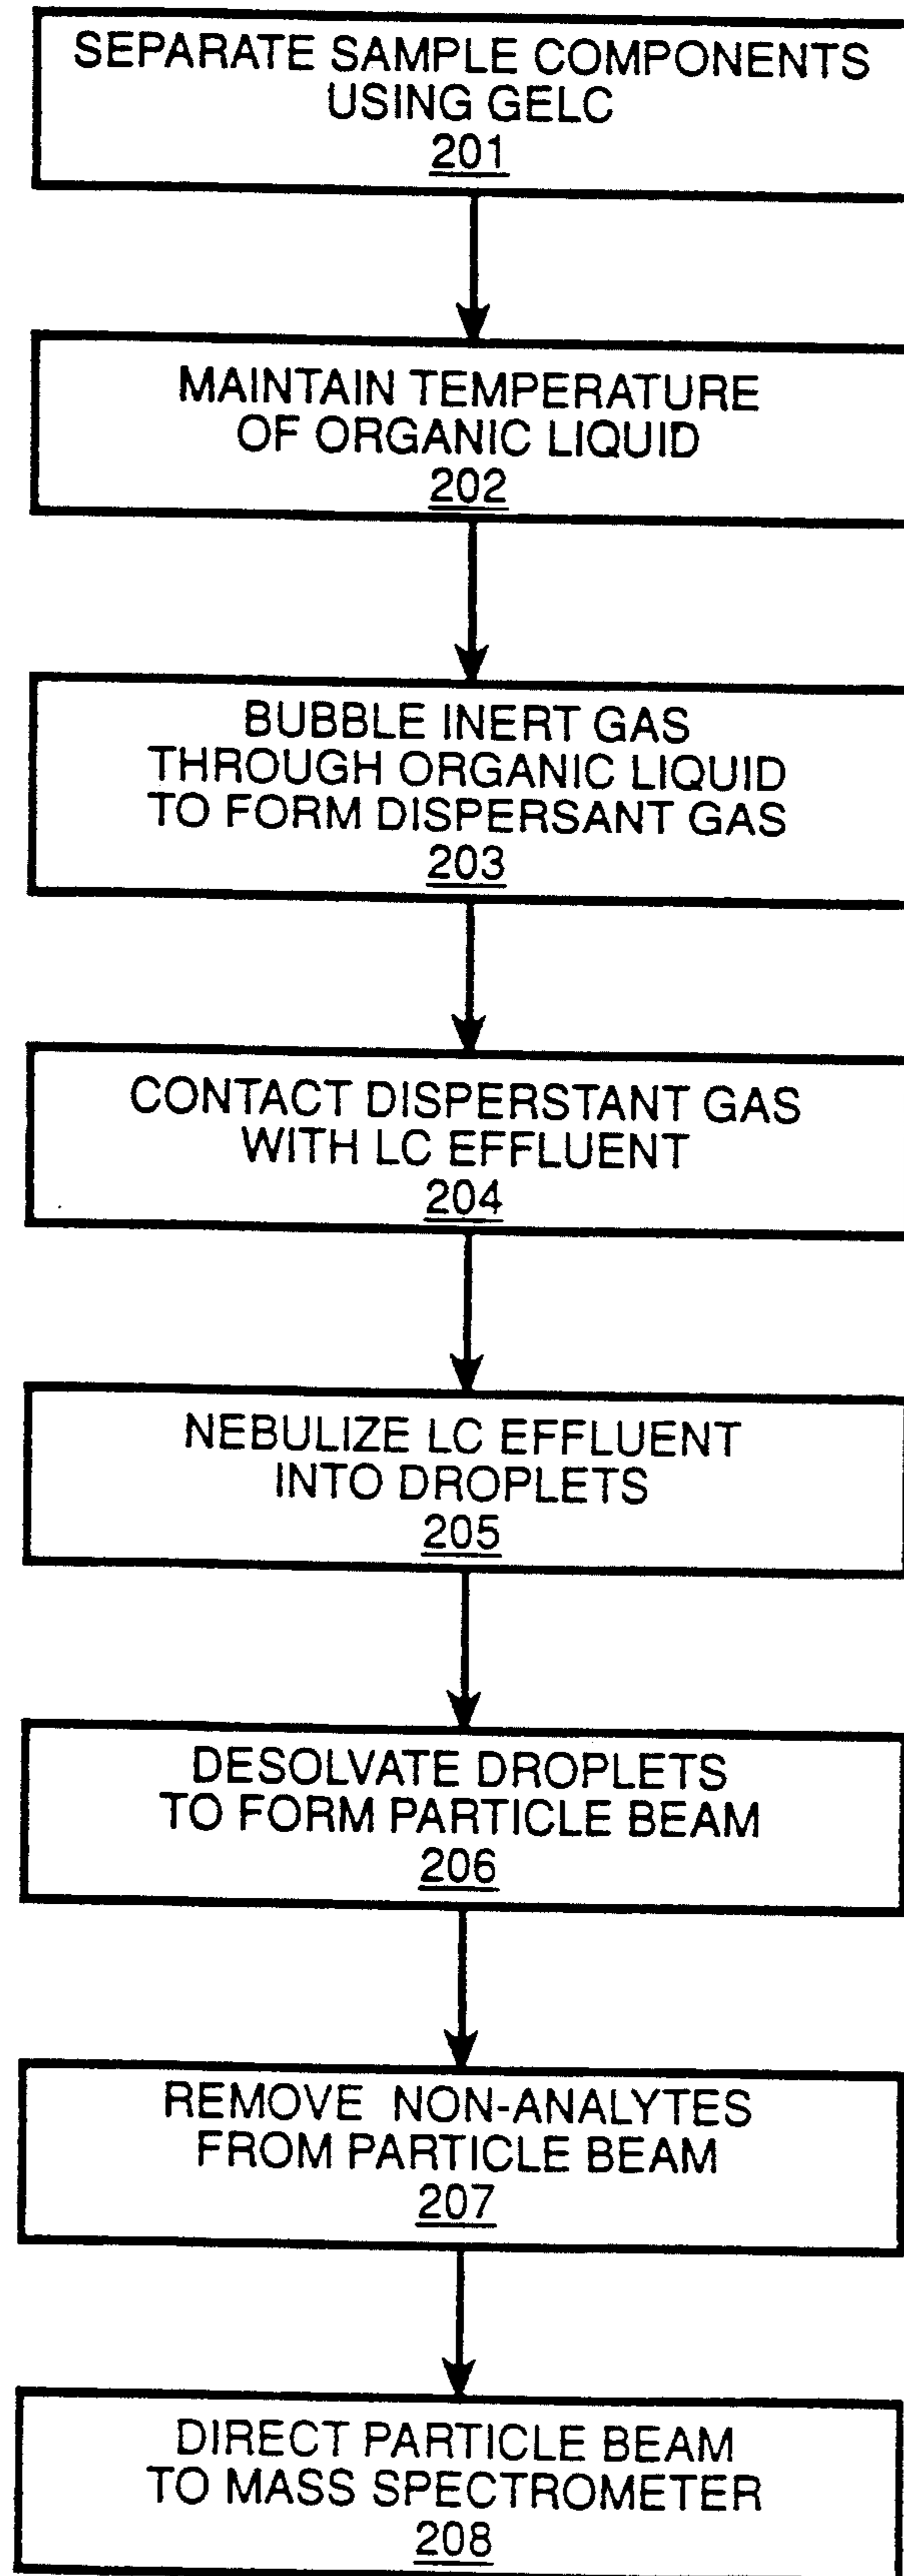 SEPARATE SAMPLE COMPONENTS
USING GELC
201
MAINTAIN TEMPERATURE
OF ORGANIC LIQUID
202
BUBBLE INERT GAS
THROUGH ORGANIC LIQUID
TO FORM DISPERSANT GAS
203
CONTACT DISPERSTANT GAS
WITH LC EFFLUENT
204
NEBULIZE LC EFFLUENT
INTO DROPLETS
205
DESOLVATE DROPLETS
TO FORM PARTICLE BEAM
206
REMOVE NON-ANALYTES
FROM PARTICLE BEAM
207
DIRECT PARTICLE BEAM
TO MASS SPECTROMETER
208